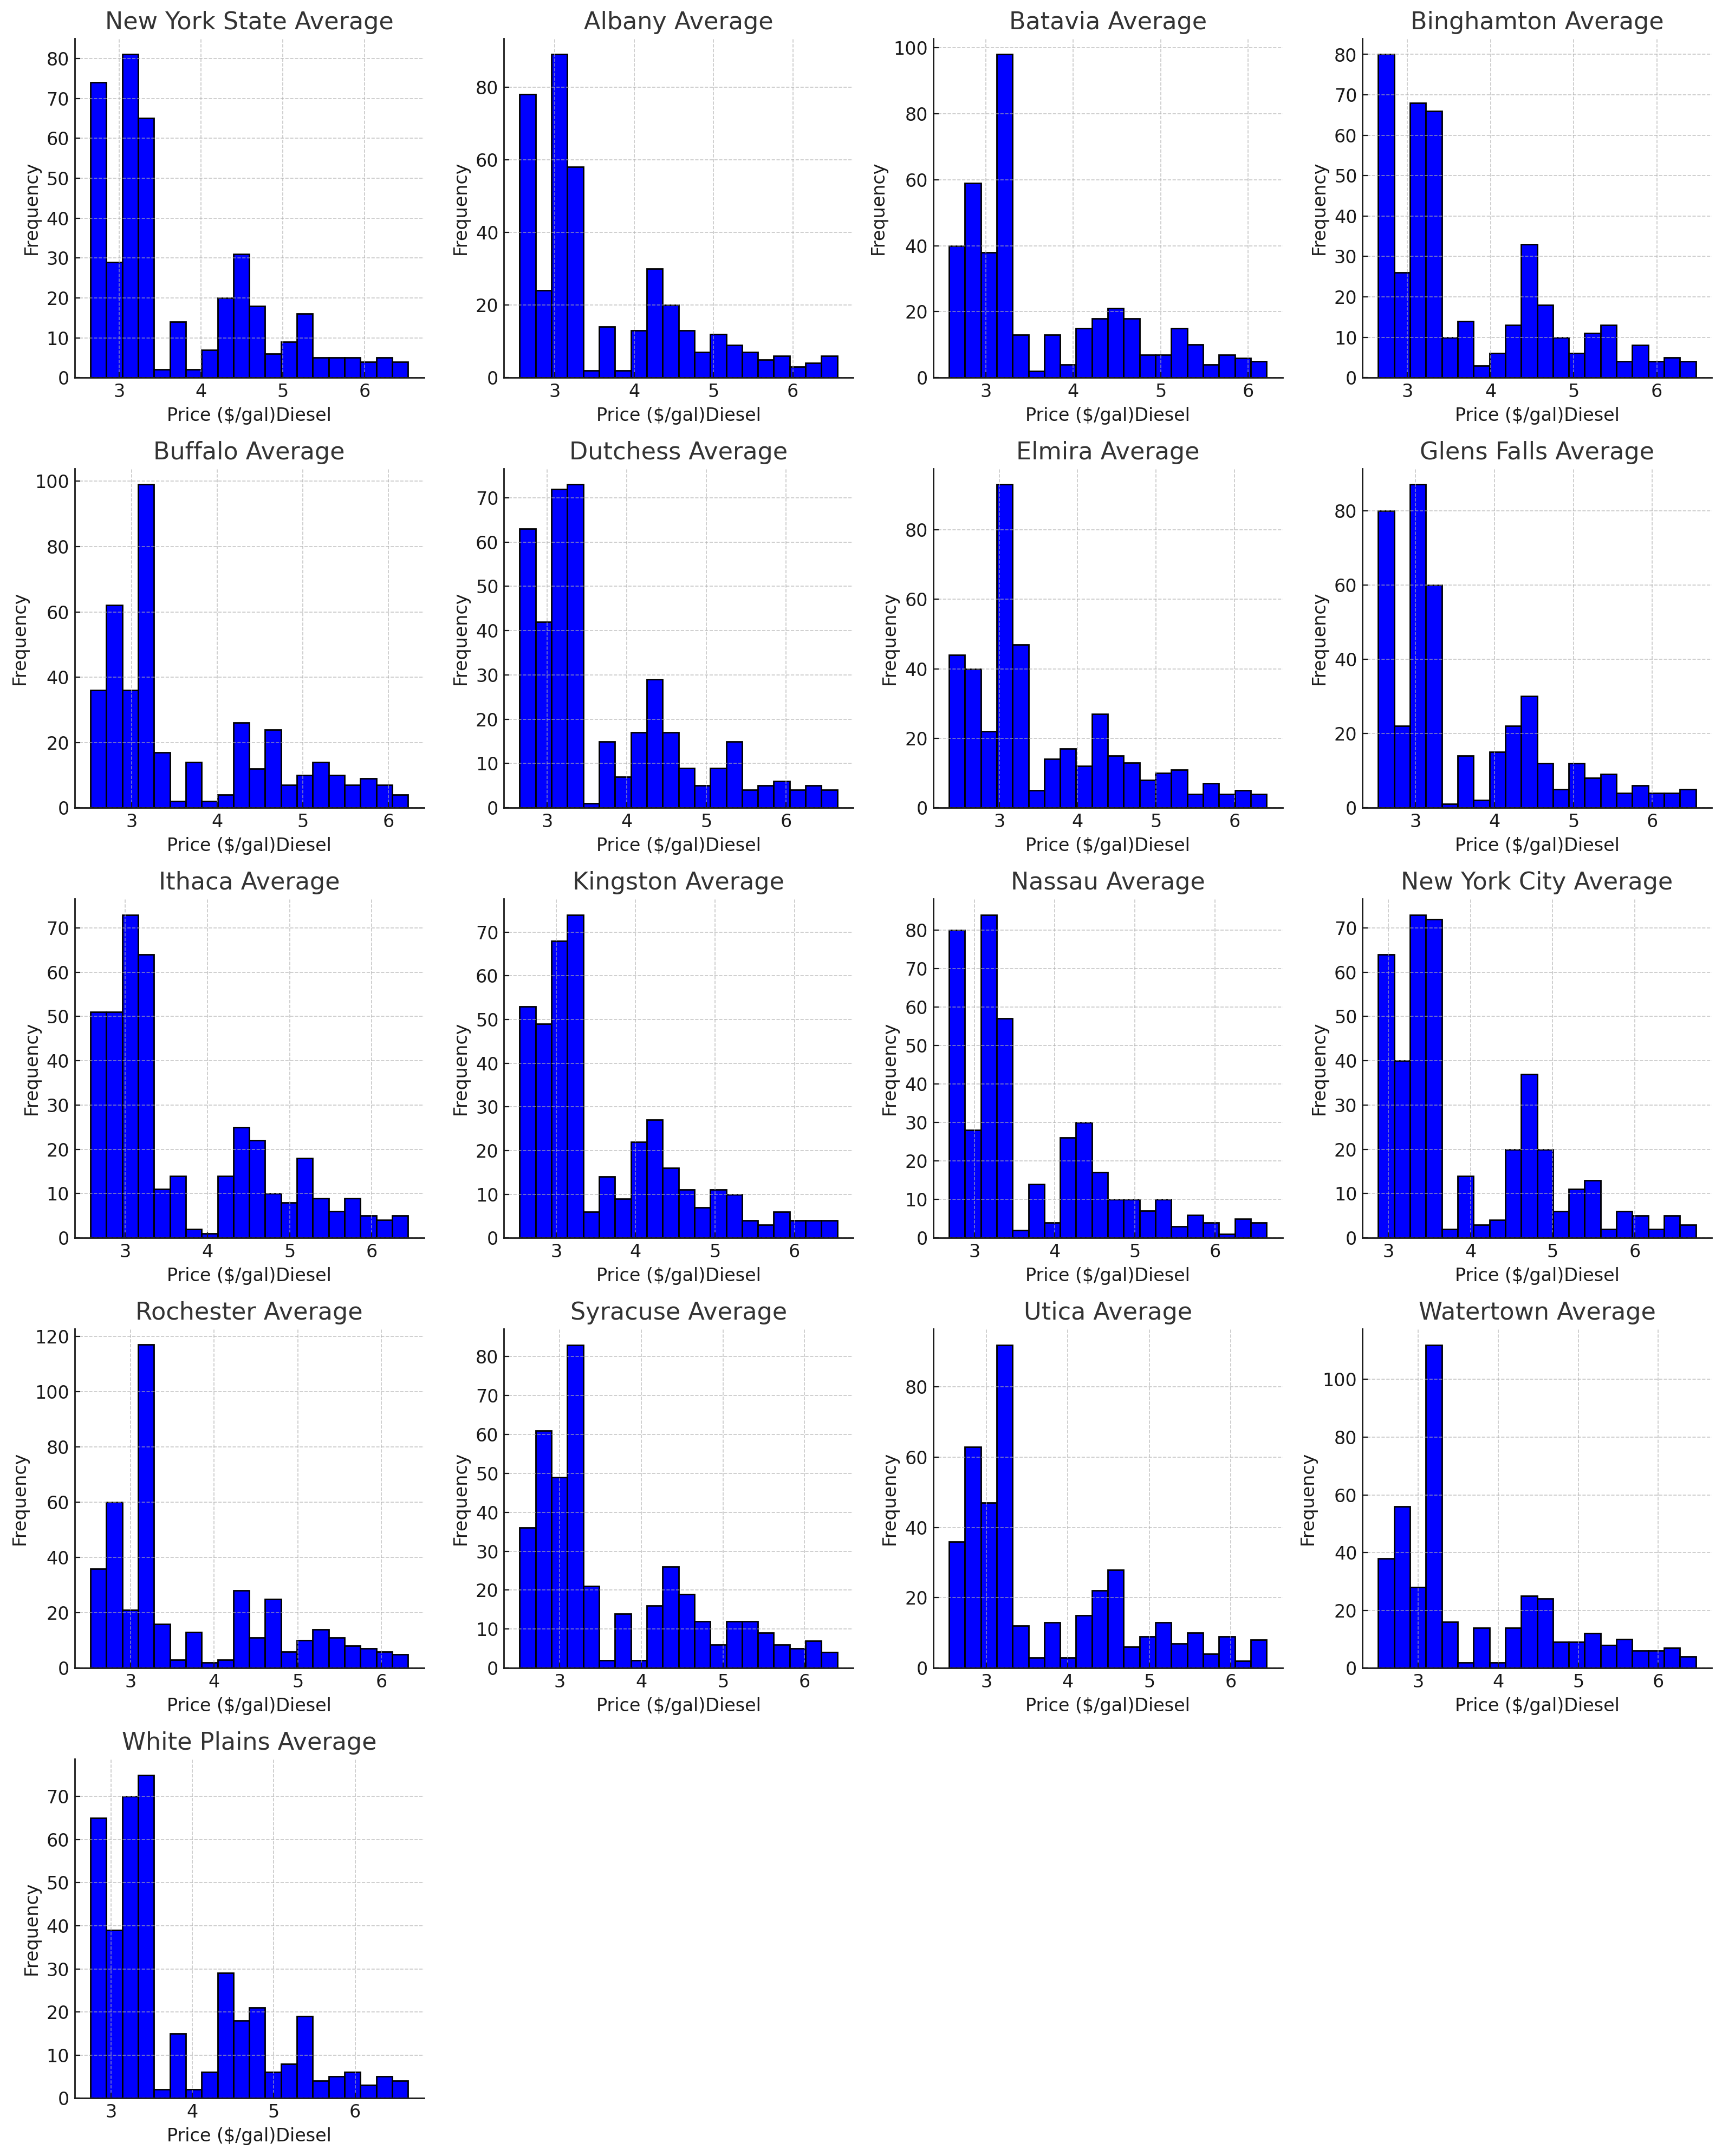 New York State Average
80
70
60
50
40
30
20
10
0
Frequency
3 4 5 6
Price ($/gal)Diesel
Albany Average
80
60
40
20
0
Frequency
3 4 5 6
Price ($/gal)Diesel
Batavia Average
100
80
60
40
20
0
Frequency
3 4 5 6
Price ($/gal)Diesel
Binghamton Average
80
70
60
50
40
30
20
10
0
Frequency
3 4 5 6
Price ($/gal)Diesel
Buffalo Average
100
80
60
40
20
0
Frequency
3 4 5 6
Price ($/gal)Diesel
Dutchess Average
70
60
50
40
30
20
10
0
Frequency
3 4 5 6
Price ($/gal)Diesel
Elmira Average
80
60
40
20
0
Frequency
3 4 5 6
Price ($/gal)Diesel
Glens Falls Average
80
60
40
20
0
Frequency
3 4 5 6
Price ($/gal)Diesel
Ithaca Average
70
60
50
40
30
20
10
0
Frequency
3 4 5 6
Price ($/gal)Diesel
Kingston Average
70
60
50
40
30
20
10
0
Frequency
3 4 5 6
Price ($/gal)Diesel
Nassau Average
80
70
60
50
40
30
20
10
0
Frequency
3 4 5 6
Price ($/gal)Diesel
New York City Average
70
60
50
40
30
20
10
0
Frequency
3 4 5 6
Price ($/gal)Diesel
Rochester Average
120
100
80
60
40
20
0
Frequency
3 4 5 6
Price ($/gal)Diesel
Syracuse Average
80
70
60
50
40
30
20
10
0
Frequency
3 4 5 6
Price ($/gal)Diesel
Utica Average
80
60
40
20
0
Frequency
3 4 5 6
Price ($/gal)Diesel
Watertown Average
100
80
60
40
20
0
Frequency
3 4 5 6
Price ($/gal)Diesel
White Plains Average
70
60
50
40
30
20
10
0
Frequency
3 4 5 6
Price ($/gal)Diesel